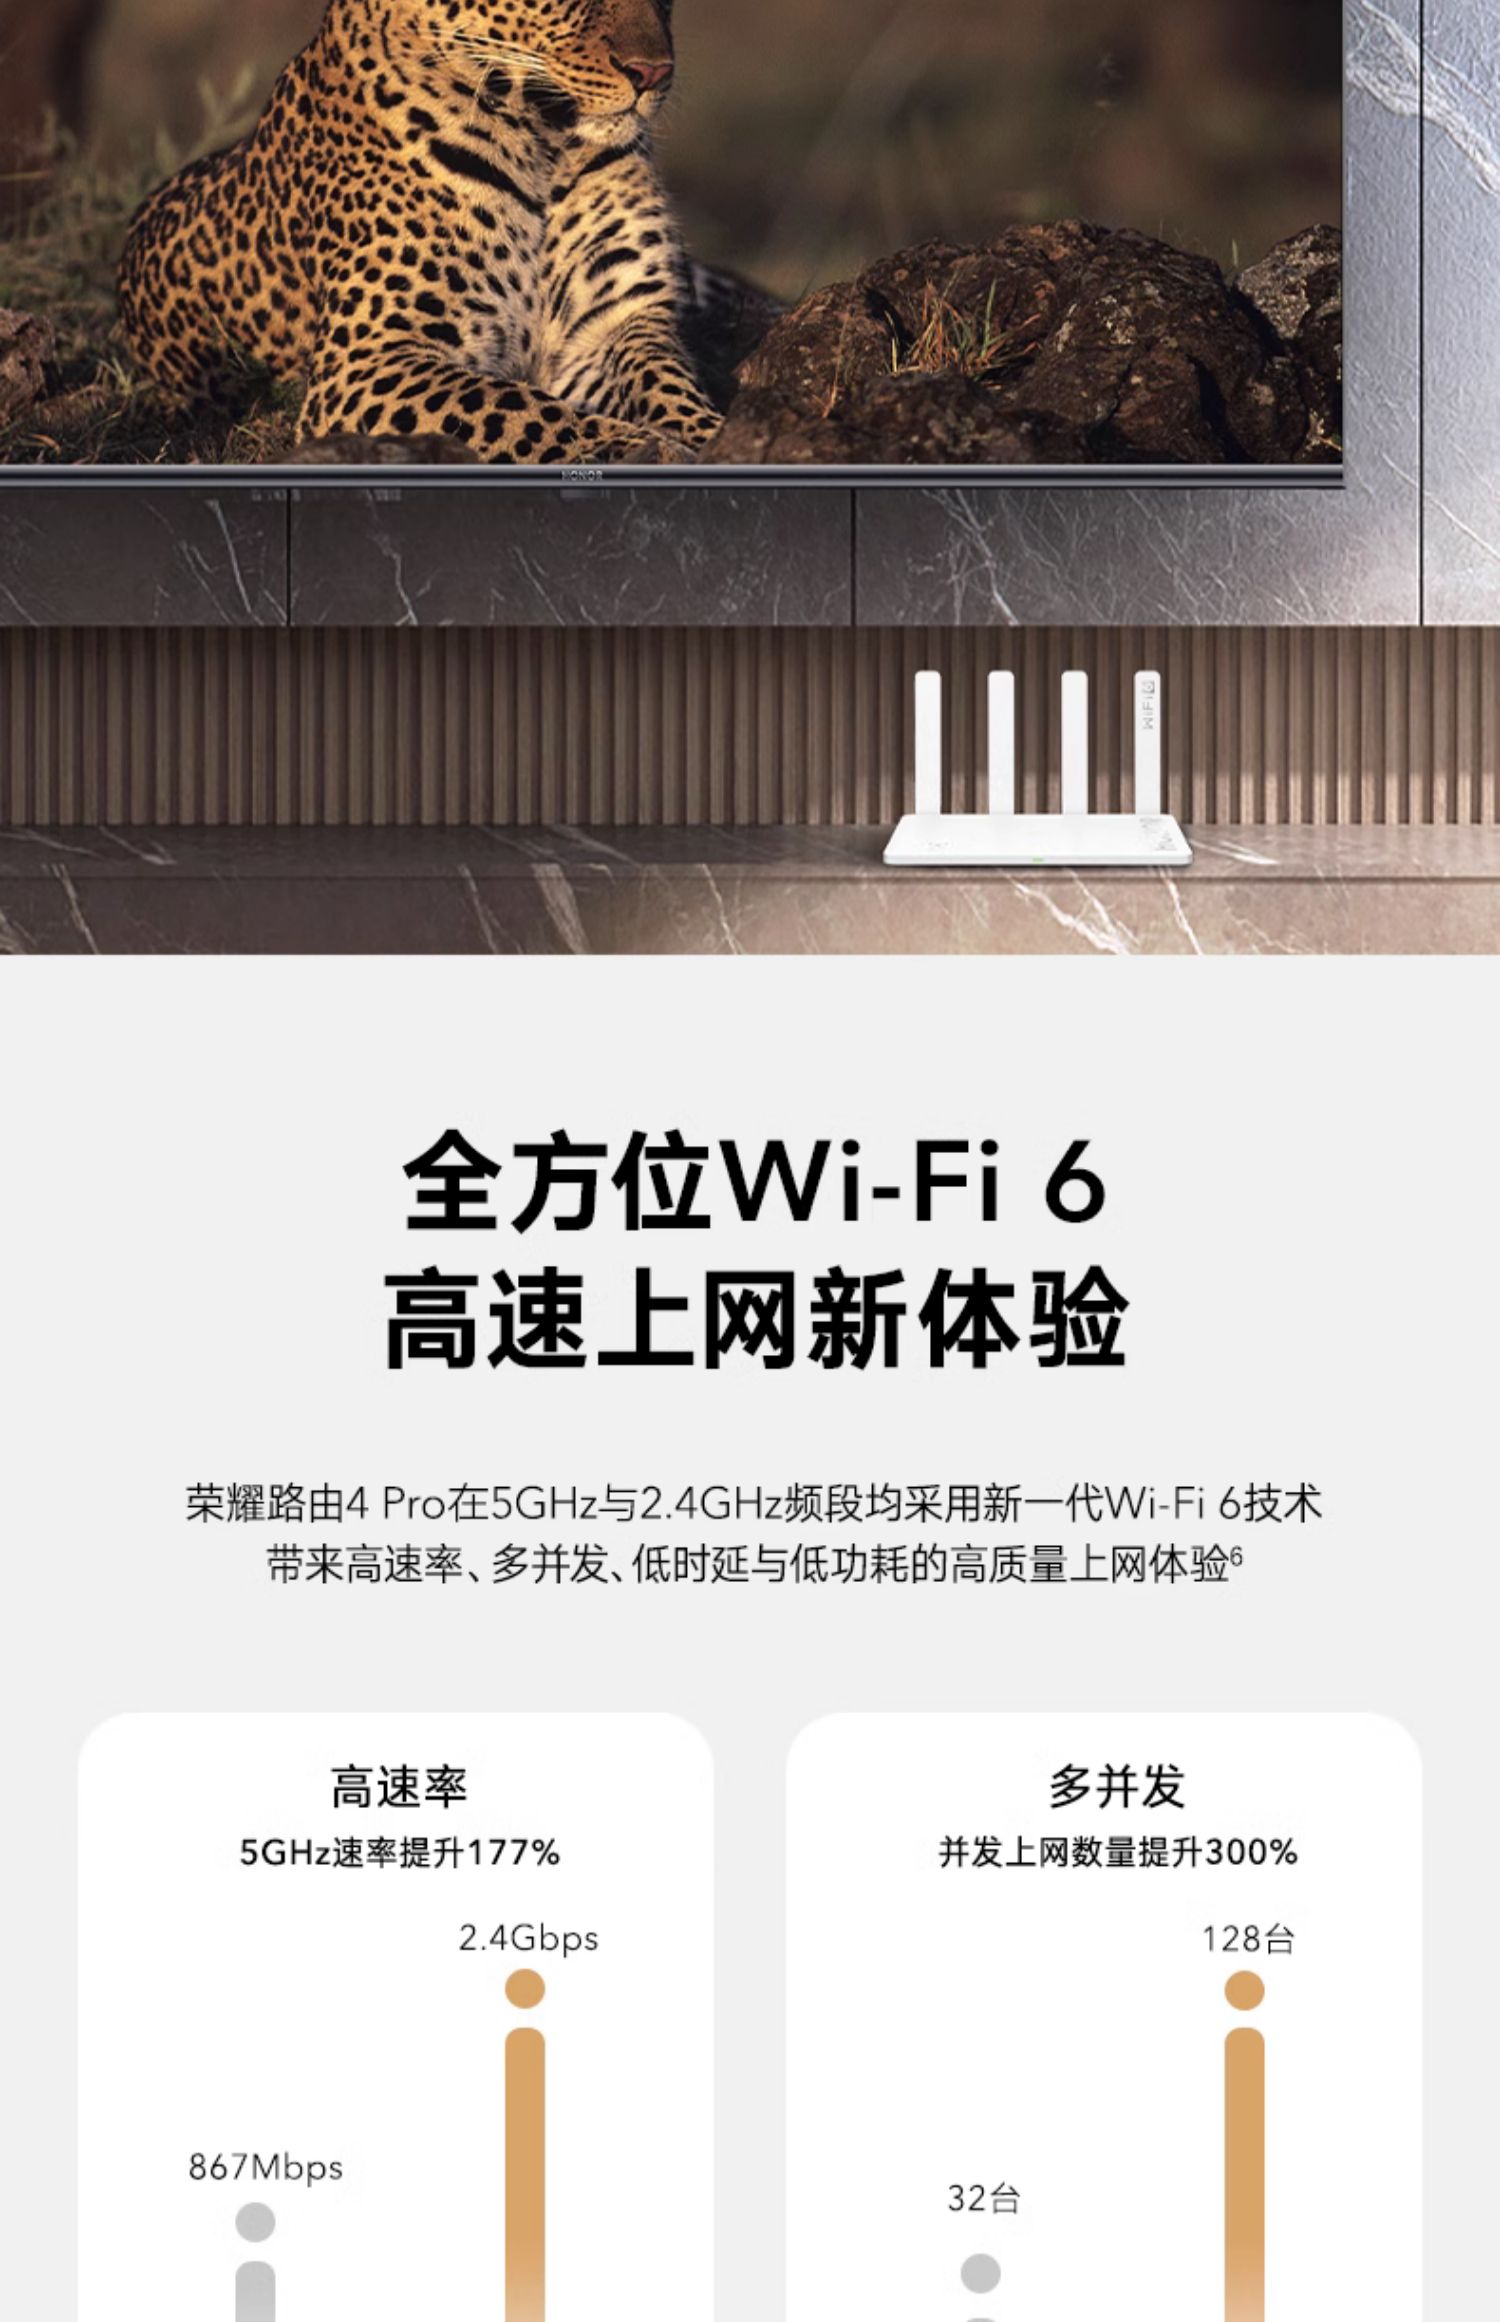 HONOR
全方位Wi-Fi 6
高速上网新体验
荣耀路由4 Pro在5GHz与2.4GHz频段均采用新一代Wi-Fi 6技术
带来高速率、多并发、低时延与低功耗的高质量上网体验6
高速率
5GHz速率提升177%
2.4Gbps
867Mbps
多并发
并发上网数量提升300%
128台
32台